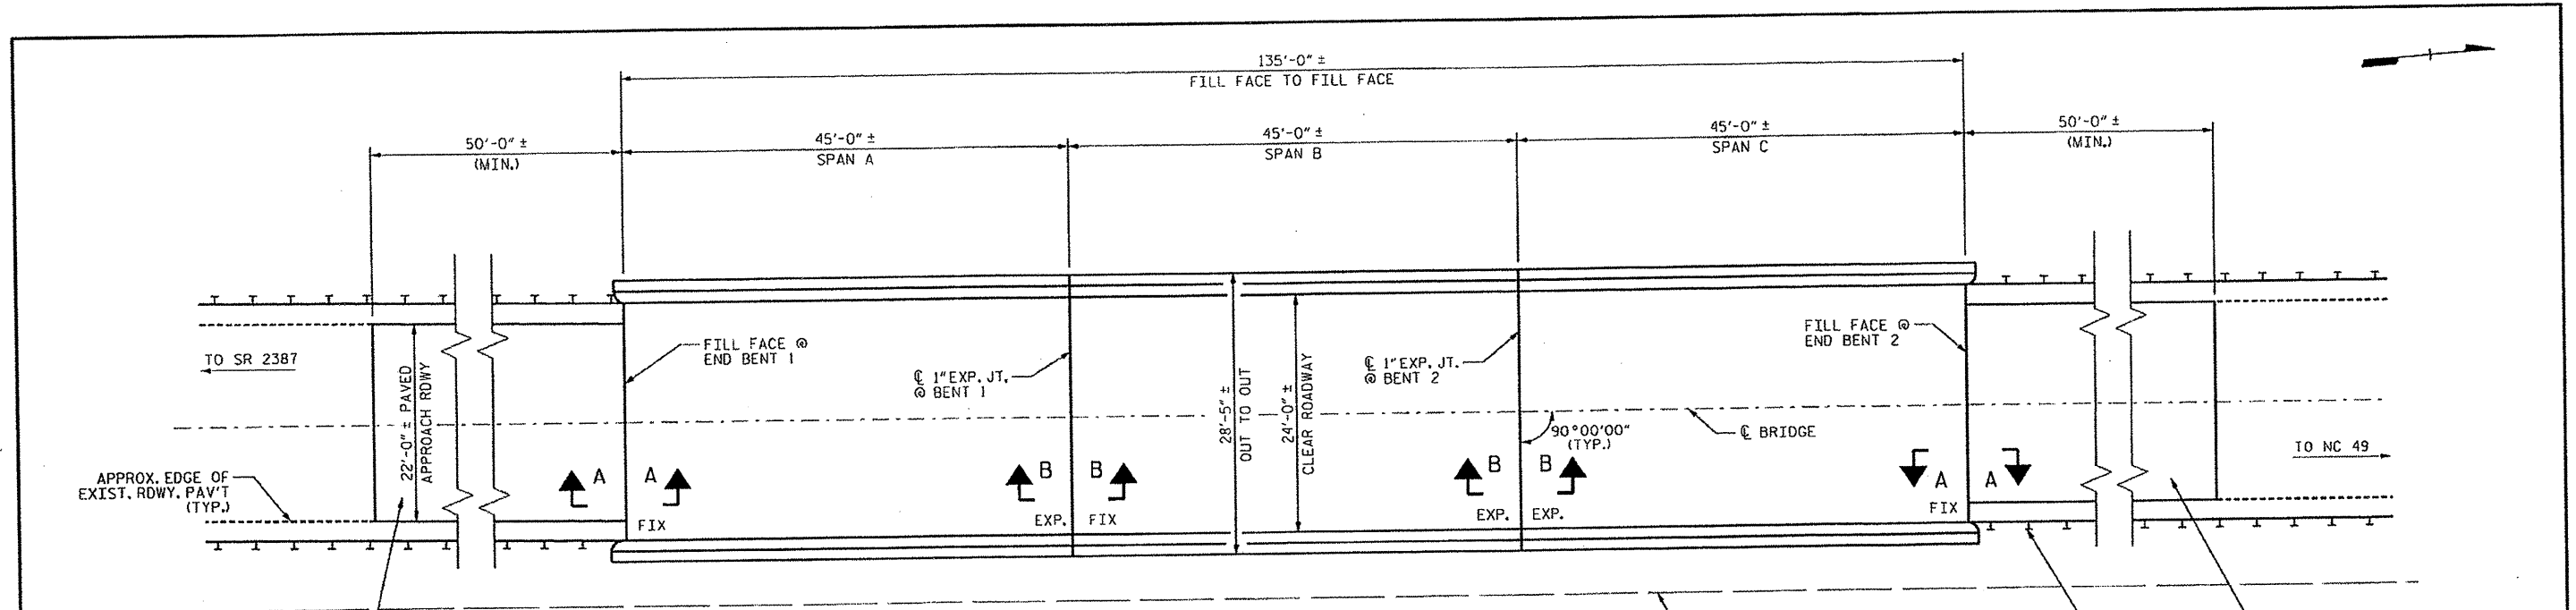 135'-0" ±
FILL FACE TO FILL FACE
50'-0" ±
(MIN.)
45'-0" ±
SPAN A
45'-0" ±
SPAN B
45'-0" ±
SPAN C
50'-0" ±
(MIN.)
TO SR 2387
22'-0" ± PAVED
APPROACH RDWY
FILL FACE @
END BENT 1
℄ 1" EXP. JT.
@ BENT 1
28'-5" ±
OUT TO OUT
24'-0" ±
CLEAR ROADWAY
℄ 1" EXP. JT.
@ BENT 2
90°00'00"
(TYP.)
℄ BRIDGE
FILL FACE @
END BENT 2
TO NC 49
APPROX. EDGE OF
EXIST. RDWY. PAV'T
(TYP.)
A A
B B
B B
A A
FIX
EXP. FIX
EXP. EXP.
FIX